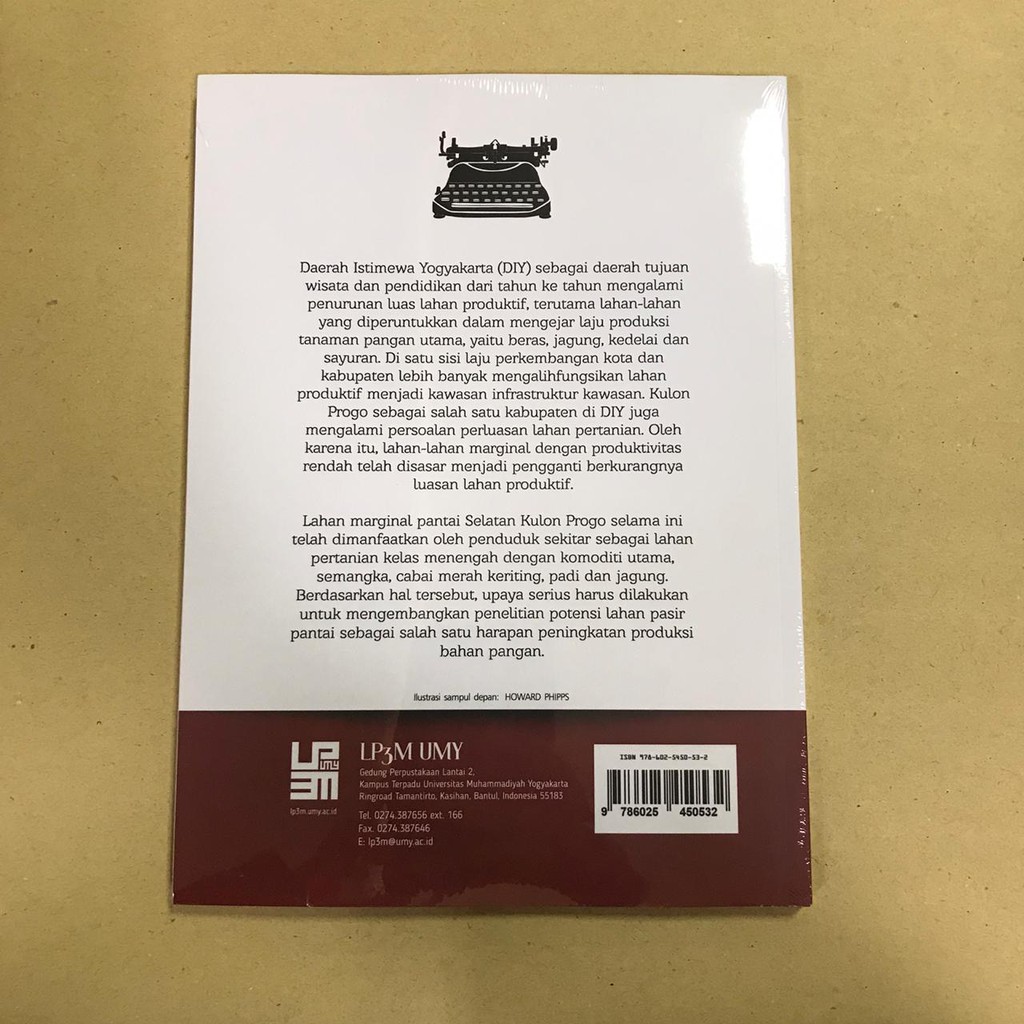 Daerah Istimewa Yogyakarta (DIY) sebagai daerah tujuan
wisata dan pendidikan dari tahun ke tahun mengalami
penurunan luas lahan produktif, terutama lahan-lahan
yang diperuntukkan dalam mengejar laju produksi
tanaman pangan utama, yaitu beras, jagung, kedelai dan
sayuran. Di satu sisi laju perkembangan kota dan
kabupaten lebih banyak mengalihfungsikan lahan
produktif menjadi kawasan infrastruktur kawasan. Kulon
Progo sebagai salah satu kabupaten di DIY juga
mengalami persoalan perluasan lahan pertanian. Oleh
karena itu, lahan-lahan marginal dengan produktivitas
rendah telah disasar menjadi pengganti berkurangnya
luasan lahan produktif.
Lahan marginal pantai Selatan Kulon Progo selama ini
telah dimanfaatkan oleh penduduk sekitar sebagai lahan
pertanian kelas menengah dengan komoditi utama,
semangka, cabai merah keriting, padi dan jagung.
Berdasarkan hal tersebut, upaya serius harus dilakukan
untuk mengembangkan penelitian potensi lahan pasir
pantai sebagai salah satu harapan peningkatan produksi
bahan pangan.
Ilustrasi sampul depan: HOWARD PHIPPS
LP3M UMY
lp3m.umy.ac.id
LP3M UMY
Gedung Perpustakaan Lantai 2,
Kampus Terpadu Universitas Muhammadiyah Yogyakarta
Ringroad Tamantirto, Kasihan, Bantul, Indonesia 55183
Tel. 0274.387656 ext. 166
Fax. 0274.387646
E: lp3m@umy.ac.id
ISBN 978-602-5450-53-2
9 786025 450532